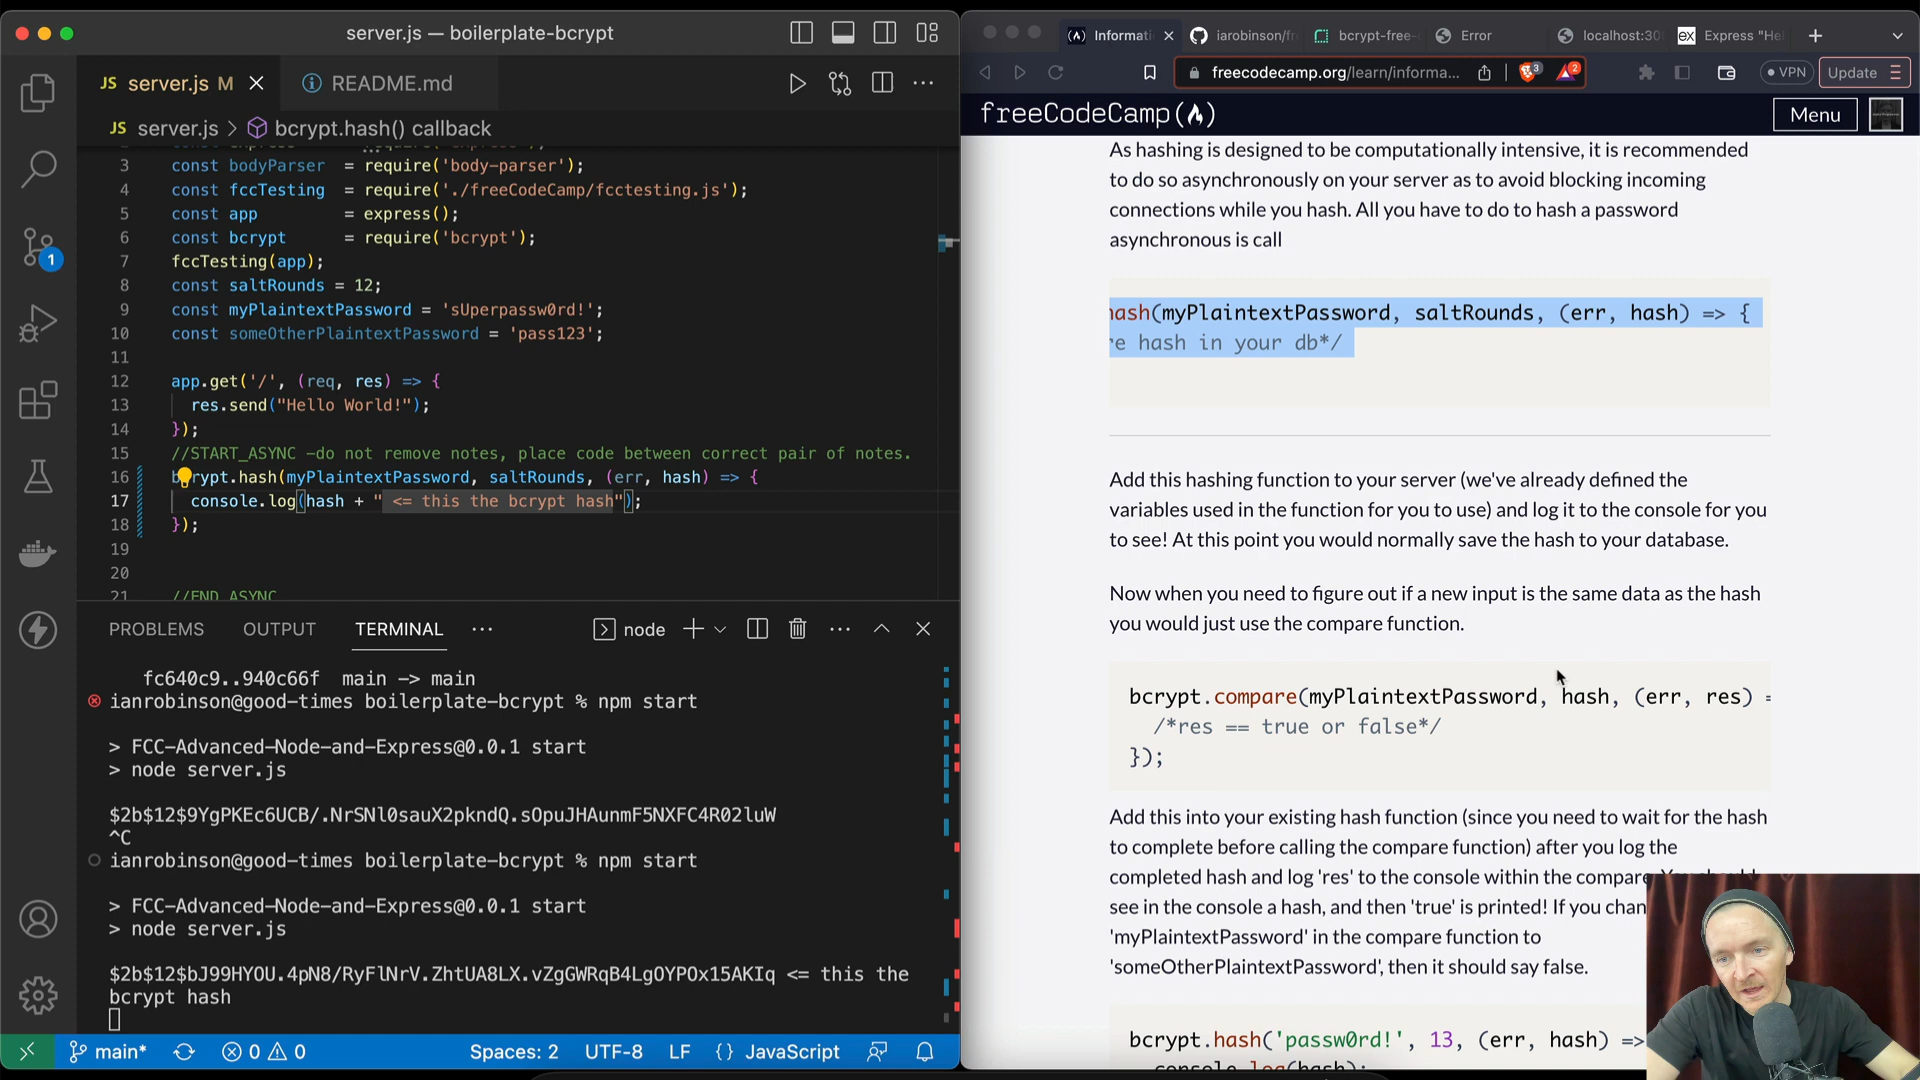 server.js — boilerplate-bcrypt
JS server.js M
README.md
JS server.js > bcrypt.hash() callback
3 const bodyParser = require('body-parser');
4 const fccTesting = require('./freeCodeCamp/fcctesting.js');
5 const app = express();
6 const bcrypt = require('bcrypt');
7 fccTesting(app);
8 const saltRounds = 12;
9 const myPlaintextPassword = 'sUperpassw0rd!';
10 const someOtherPlaintextPassword = 'pass123';
11
12 app.get('/', (req, res) => {
13 res.send("Hello World!");
14 });
15 //START_ASYNC -do not remove notes, place code between correct pair of notes.
16 bcrypt.hash(myPlaintextPassword, saltRounds, (err, hash) => {
17 console.log(hash + " <= this the bcrypt hash");
18 });
19
20
21 //END_ASYNC
1
PROBLEMS OUTPUT TERMINAL ... node
fc640c9..940c66f main -> main
ianrobinson@good-times boilerplate-bcrypt % npm start
> FCC-Advanced-Node-and-Express@0.0.1 start
> node server.js
$2b$12$9YgPKEc6UCB/.NrSNl0sauX2pkndQ.sOpuJHAunmF5NXFC4R02luW
^C
ianrobinson@good-times boilerplate-bcrypt % npm start
> FCC-Advanced-Node-and-Express@0.0.1 start
> node server.js
$2b$12$bJ99HYOU.4pN8/RyFlNrV.ZhtUA8LX.vZgGWRqB4LgOYPOx15AKIq <= this the
bcrypt hash
main* 0 0 Spaces: 2 UTF-8 LF {} JavaScript
Informati
iarobinson/fr
bcrypt-free-
Error
localhost:30
ex Express "Hel
freecodecamp.org/learn/informa... 3 2 VPN Update
freeCodeCamp Menu
As hashing is designed to be computationally intensive, it is recommended
to do so asynchronously on your server as to avoid blocking incoming
connections while you hash. All you have to do to hash a password
asynchronous is call
hash(myPlaintextPassword, saltRounds, (err, hash) => {
re hash in your db*/
Add this hashing function to your server (we've already defined the
variables used in the function for you to use) and log it to the console for you
to see! At this point you would normally save the hash to your database.
Now when you need to figure out if a new input is the same data as the hash
you would just use the compare function.
bcrypt.compare(myPlaintextPassword, hash, (err, res) =
/*res == true or false*/
});
Add this into your existing hash function (since you need to wait for the hash
to complete before calling the compare function) after you log the
completed hash and log 'res' to the console within the compare
see in the console a hash, and then 'true' is printed! If you chan
'myPlaintextPassword' in the compare function to
'someOtherPlaintextPassword', then it should say false.
bcrypt.hash('passw0rd!', 13, (err, hash) =>
console.log(hash);